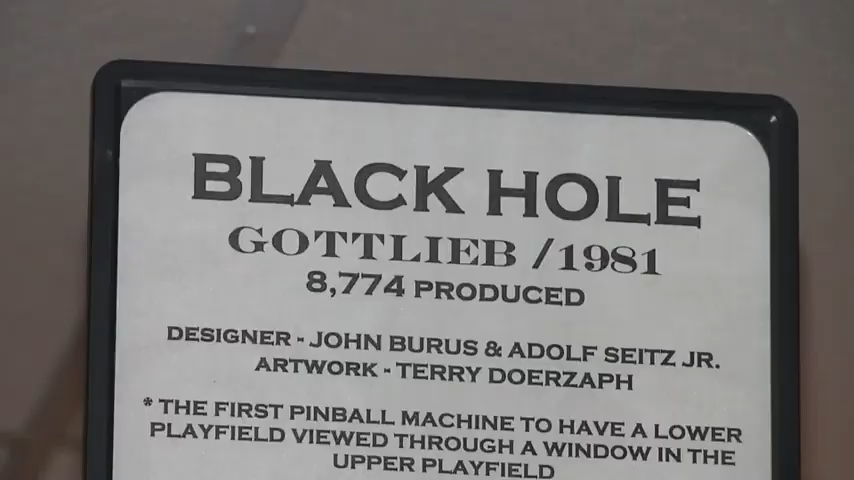 BLACK HOLE
GOTTLIEB / 1981
8,774 PRODUCED
DESIGNER - JOHN BURUS & ADOLF SEITZ JR.
ARTWORK - TERRY DOERZAPH
* THE FIRST PINBALL MACHINE TO HAVE A LOWER
PLAYFIELD VIEWED THROUGH A WINDOW IN THE
UPPER PLAYFIELD